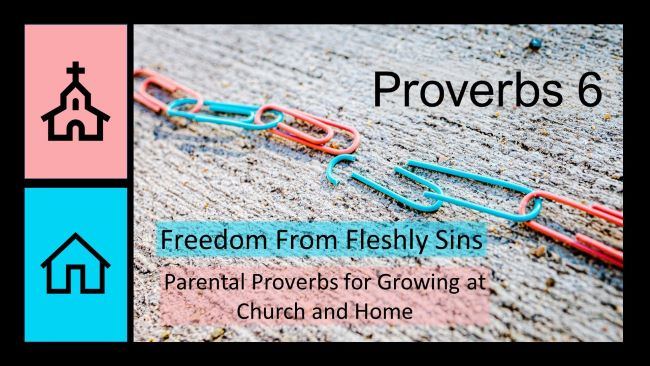 Proverbs 6
Freedom From Fleshly Sins
Parental Proverbs for Growing at
Church and Home